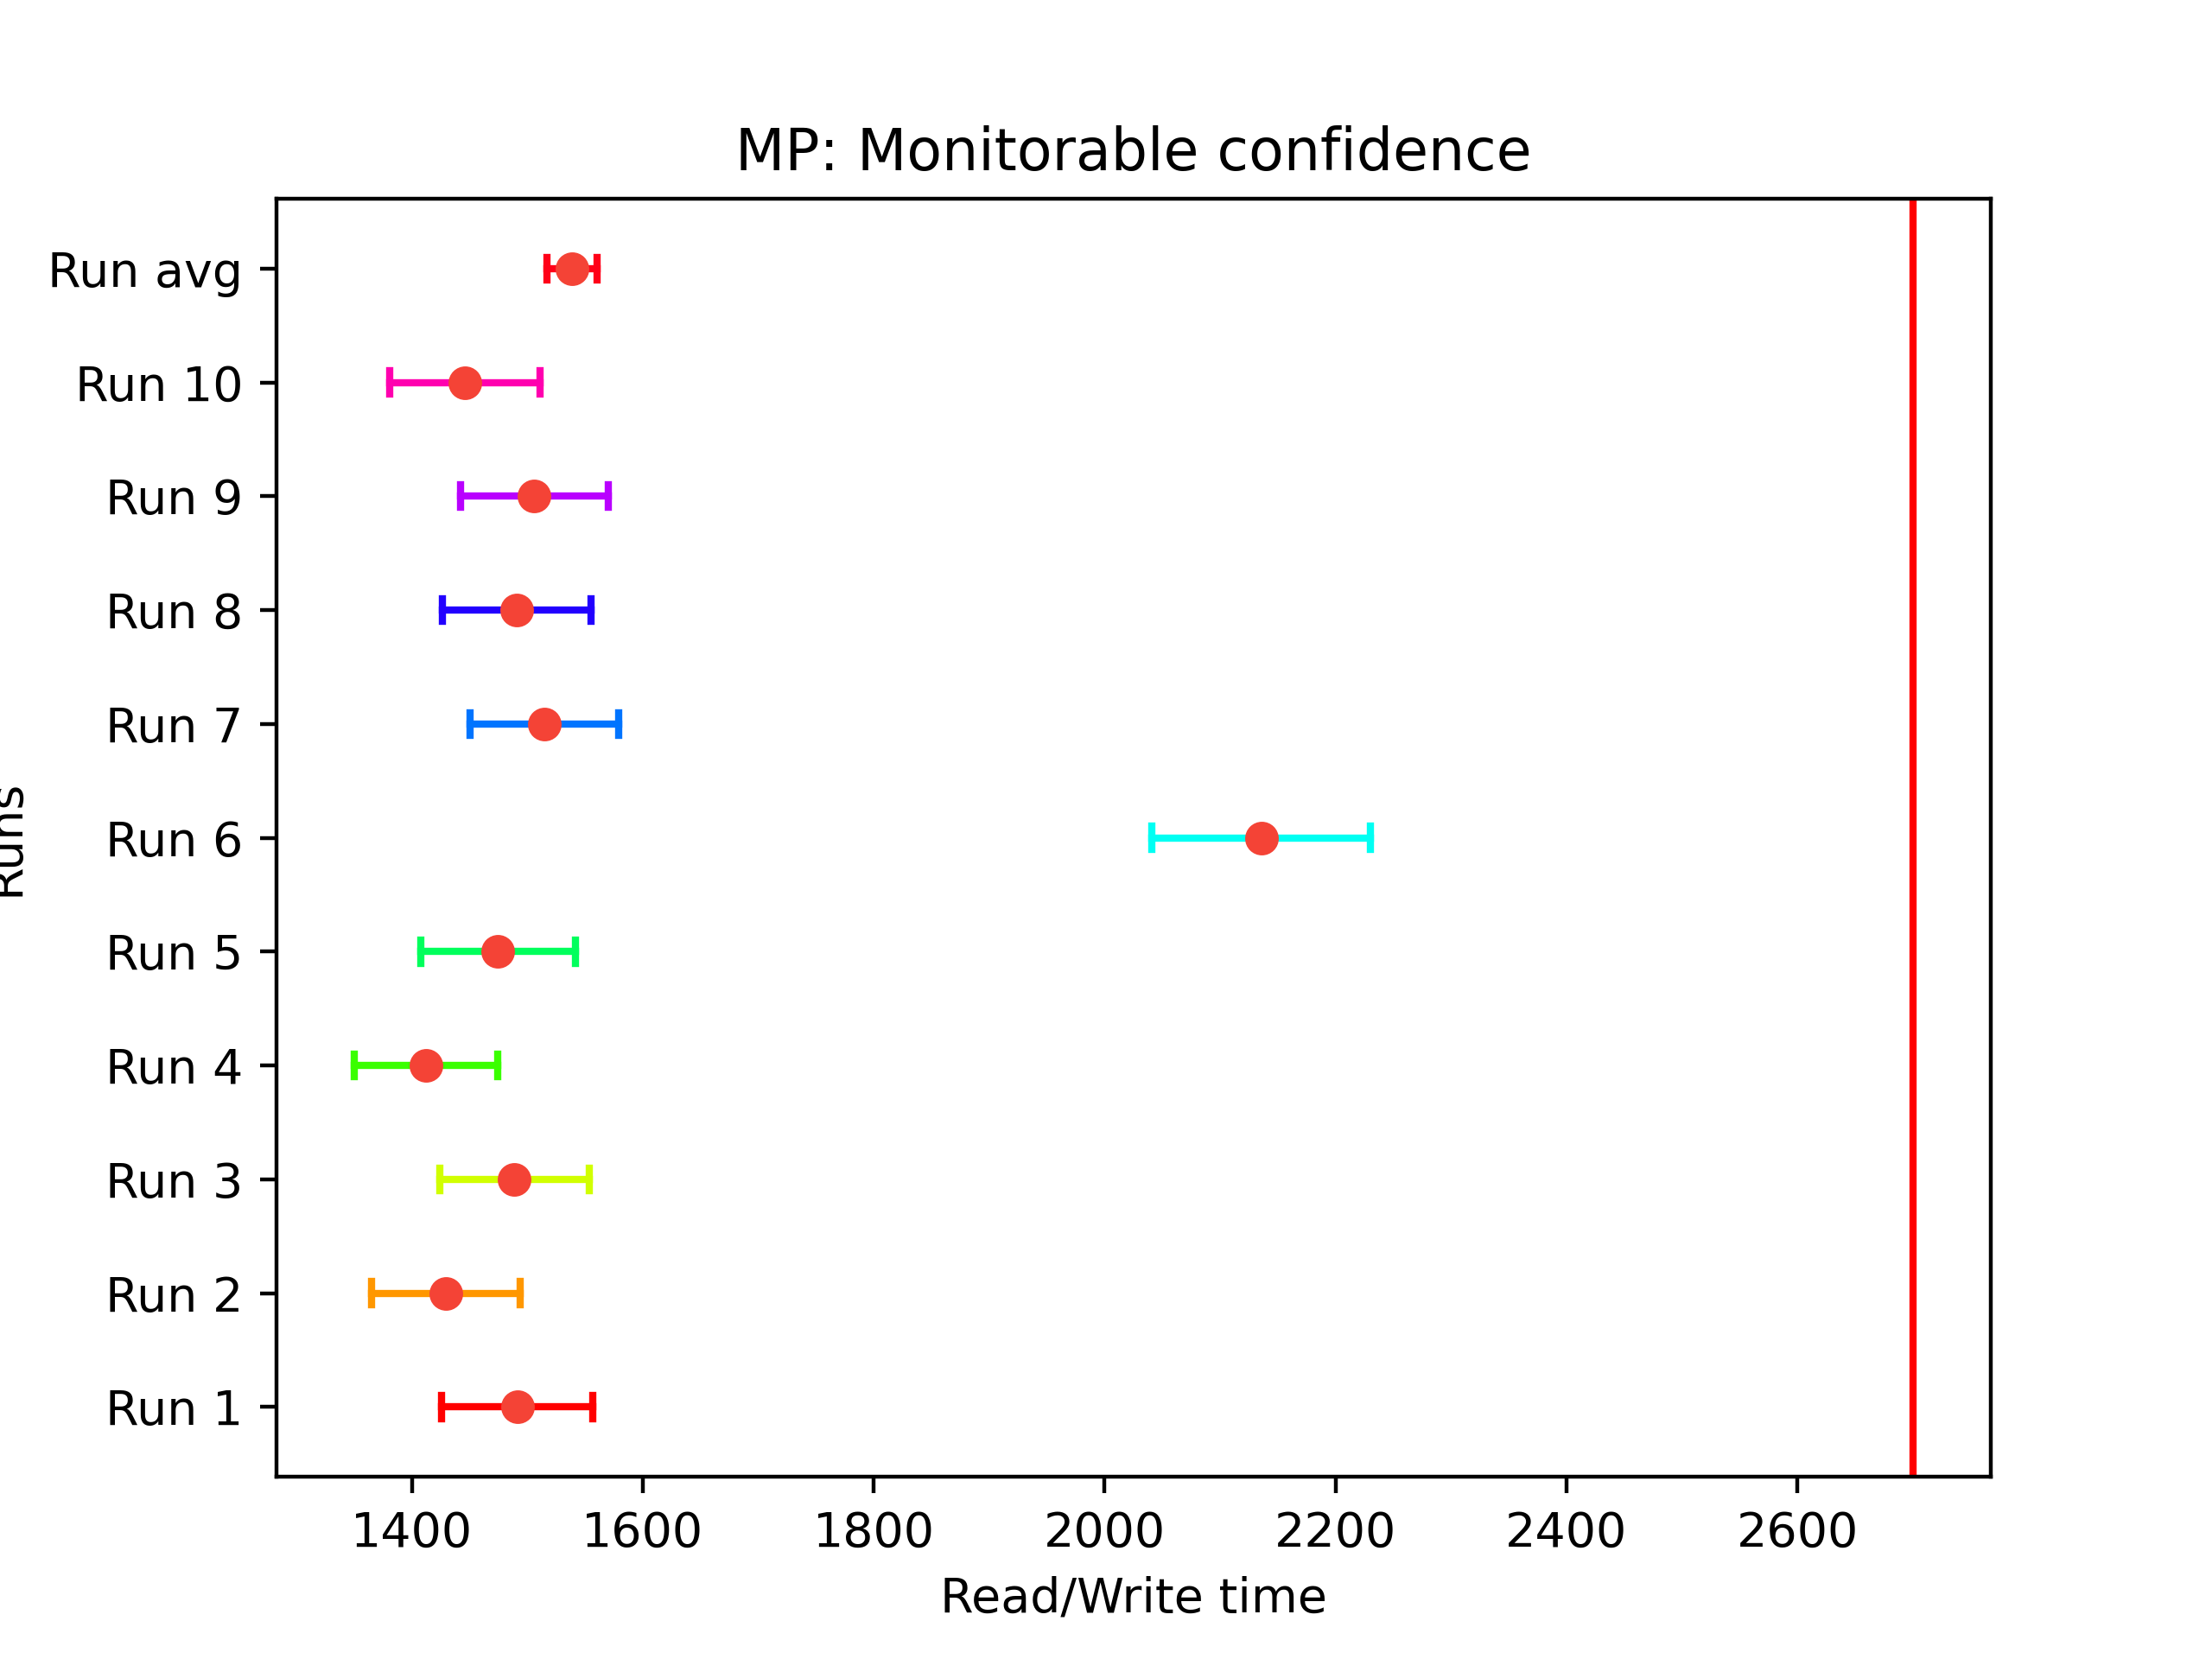 MP: Monitorable confidence
Run avg
Run 10
Run 9
Run 8
Run 7
Run 6
Run 5
Run 4
Run 3
Run 2
Run 1
Runs
1400 1600 1800 2000 2200 2400 2600
Read/Write time